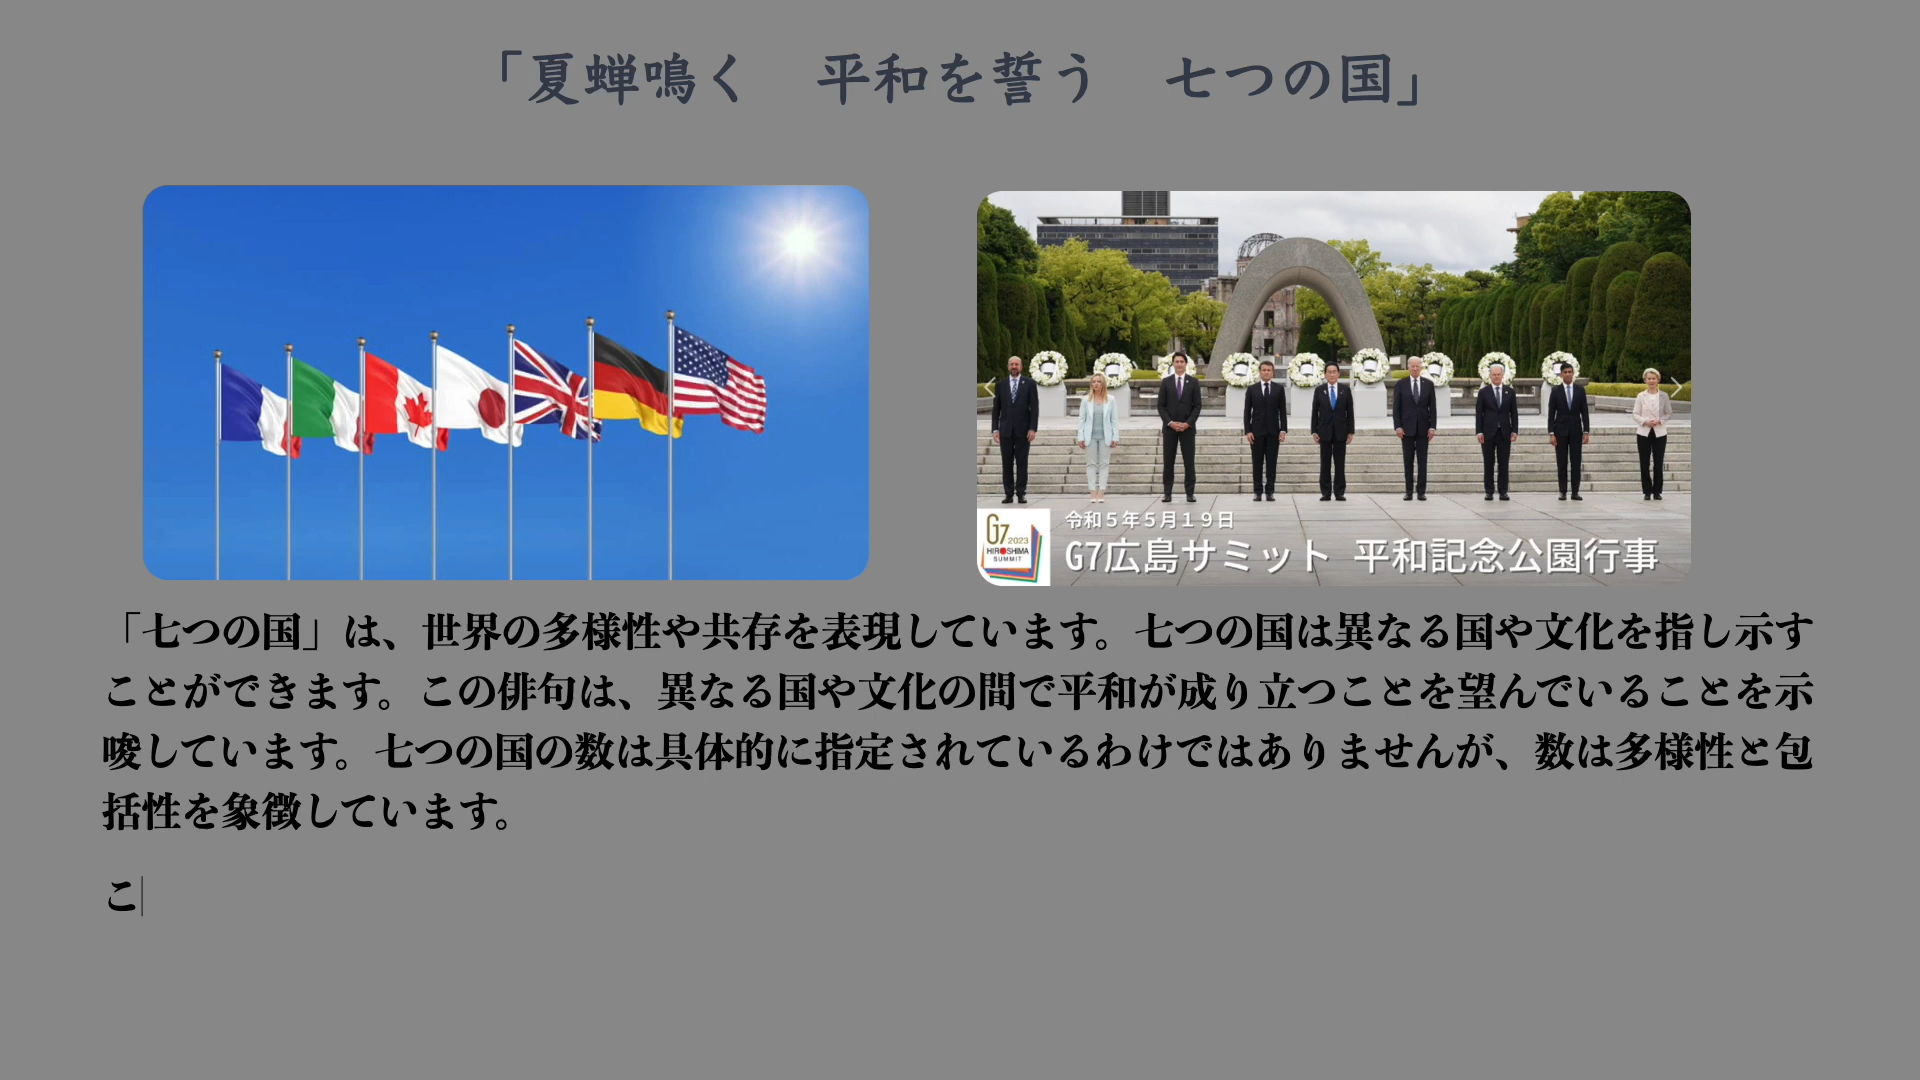 「夏蝉鳴く　平和を誓う　七つの国」
令和５年５月１９日
G7広島サミット 平和記念公園行事
G7 2023
HIROSHIMA
SUMMIT
「七つの国」は、世界の多様性や共存を表現しています。七つの国は異なる国や文化を指し示す
ことができます。この俳句は、異なる国や文化の間で平和が成り立つことを望んでいることを示
唆しています。七つの国の数は具体的に指定されているわけではありませんが、数は多様性と包
括性を象徴しています。
こ